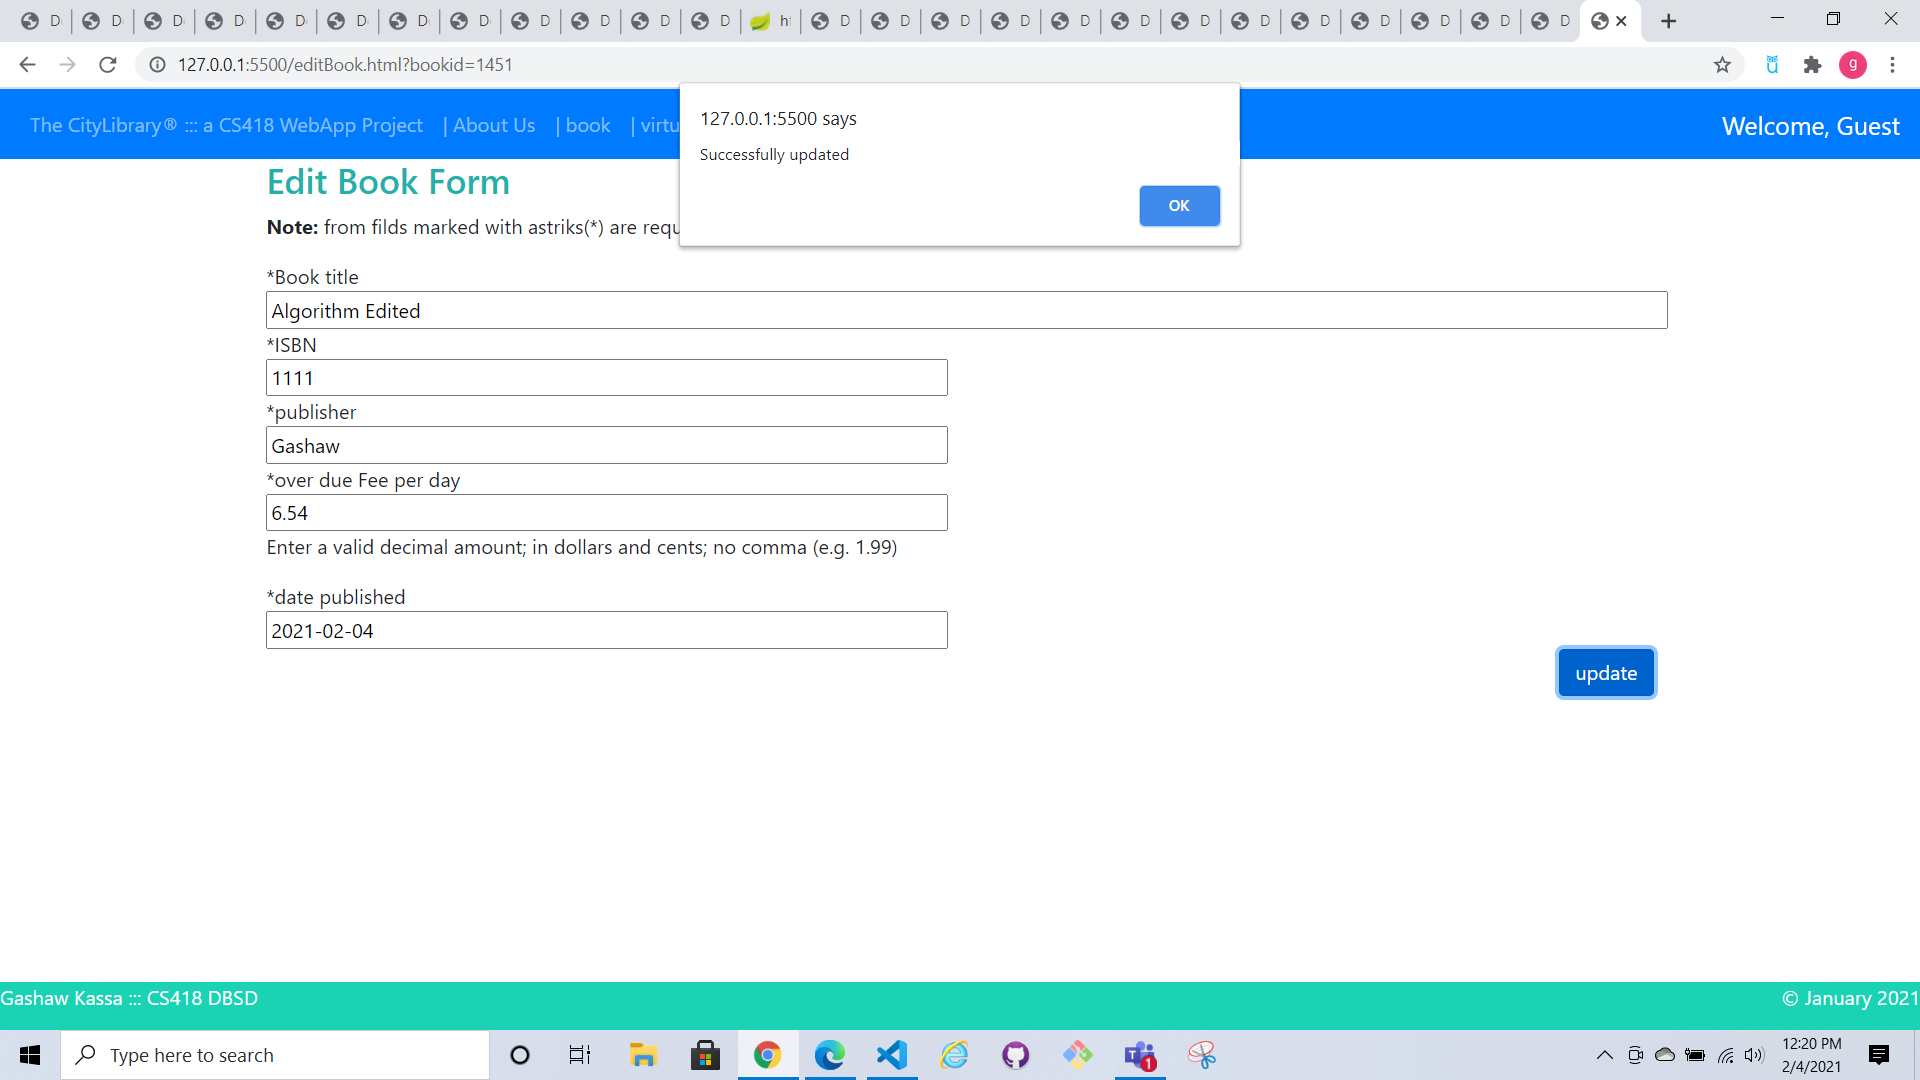 127.0.0.1:5500/editBook.html?bookid=1451
g
The CityLibrary® ::: a CS418 WebApp Project | About Us | book | virtu
Welcome, Guest
127.0.0.1:5500 says
Successfully updated
OK
Edit Book Form
Note: from filds marked with astriks(*) are requ
*Book title
Algorithm Edited
*ISBN
1111
*publisher
Gashaw
*over due Fee per day
6.54
Enter a valid decimal amount; in dollars and cents; no comma (e.g. 1.99)
*date published
2021-02-04
update
Gashaw Kassa ::: CS418 DBSD
© January 2021
Type here to search
1
12:20 PM
2/4/2021